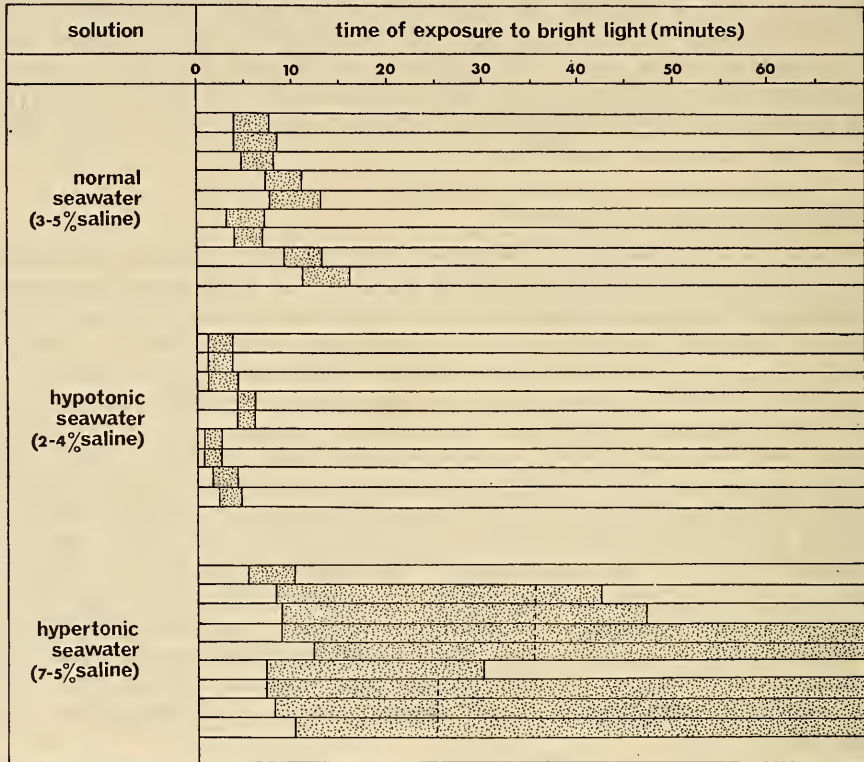 solution
time of exposure to bright light (minutes)
0 10 20 30 40 50 60
normal
seawater
(3-5% saline)
hypotonic
seawater
(2-4% saline)
hypertonic
seawater
(7-5% saline)